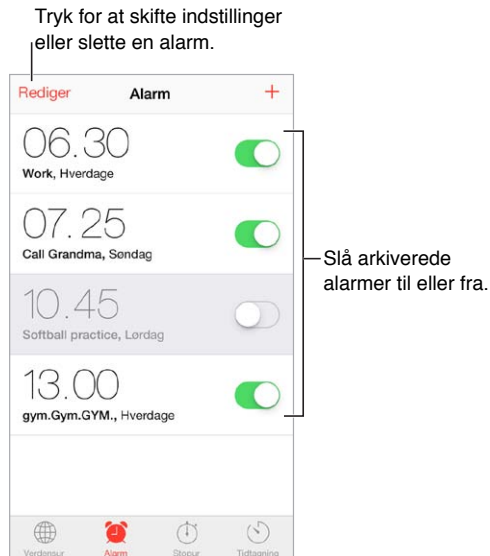 Tryk for at skifte indstillinger
eller slette en alarm.
Rediger Alarm +
06.30
Work, Hverdage
07.25
Call Grandma, Søndag
Slå arkiverede
alarmer til eller fra.
10.45
Softball practice, Lørdag
13.00
gym.Gym.GYM., Hverdage
Verdensur Alarm Stopur Tidtagning